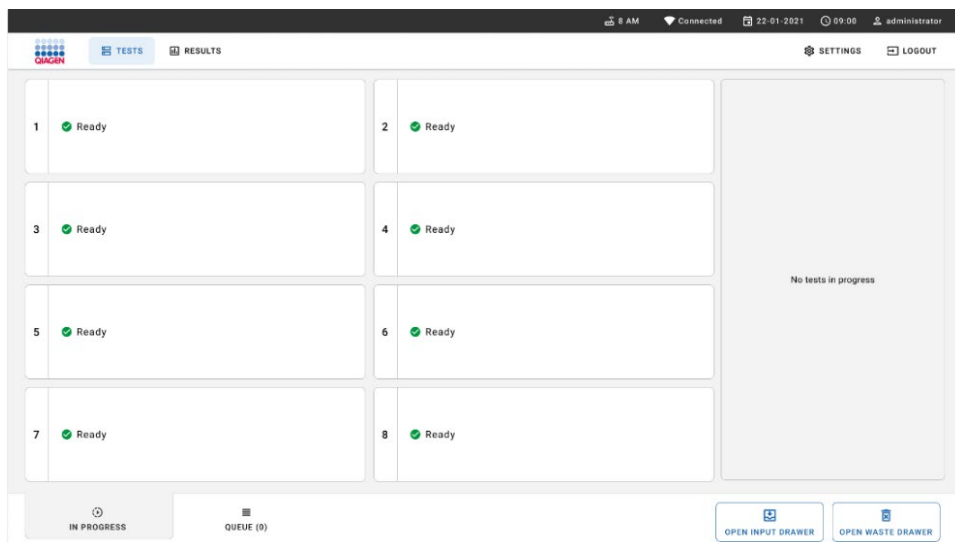 8 AM Connected 22-01-2021 09:00 administrator
QIAGEN TESTS RESULTS SETTINGS LOGOUT
1 Ready 2 Ready
3 Ready 4 Ready
No tests in progress
5 Ready 6 Ready
7 Ready 8 Ready
IN PROGRESS QUEUE (0) OPEN INPUT DRAWER OPEN WASTE DRAWER